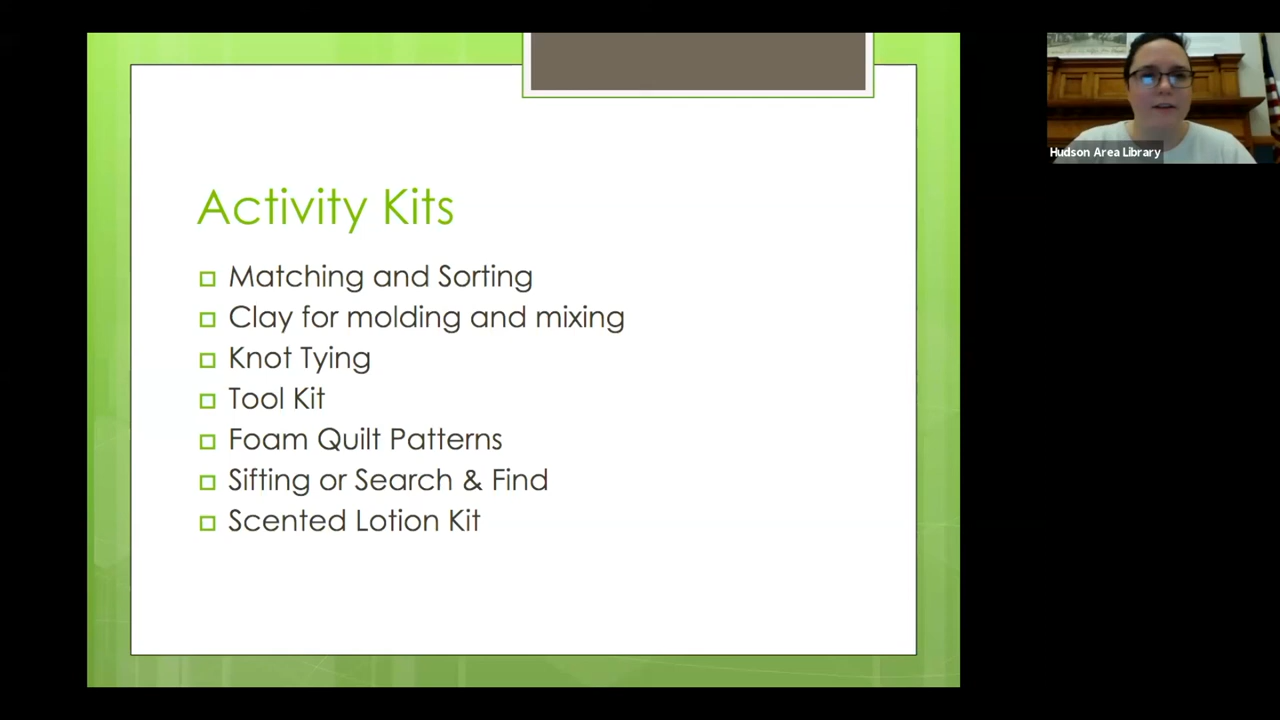 Activity Kits
Matching and Sorting
Clay for molding and mixing
Knot Tying
Tool Kit
Foam Quilt Patterns
Sifting or Search & Find
Scented Lotion Kit
Hudson Area Library